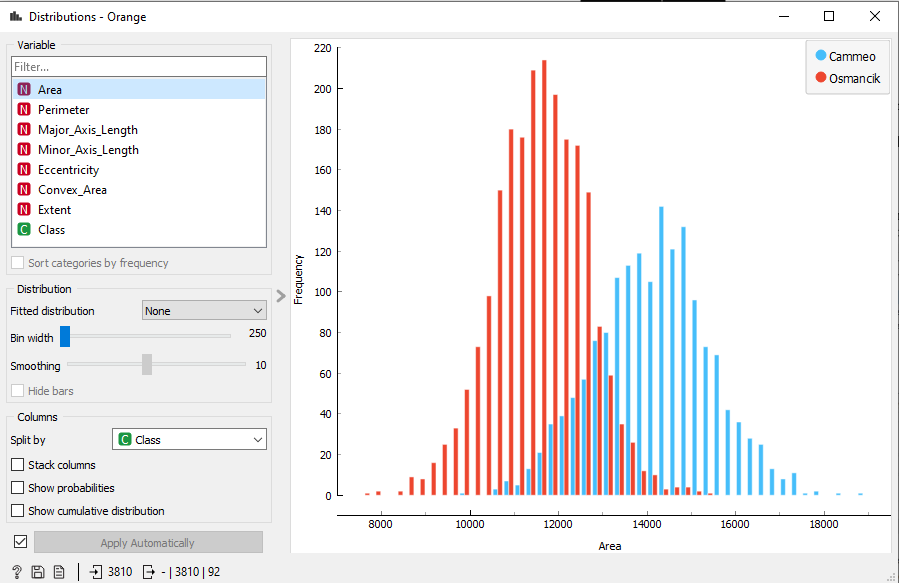 Distributions - Orange
Variable
Filter...
N Area
N Perimeter
N Major_Axis_Length
N Minor_Axis_Length
N Eccentricity
N Convex_Area
N Extent
C Class
Sort categories by frequency
Distribution
Fitted distribution None
Bin width 250
Smoothing 10
Hide bars
Columns
Split by C Class
Stack columns
Show probabilities
Show cumulative distribution
Apply Automatically
? 3810 - | 3810 | 92
Cammeo
Osmancik
220
200
180
160
140
120
100
80
60
40
20
0
Frequency
8000 10000 12000 14000 16000 18000
Area